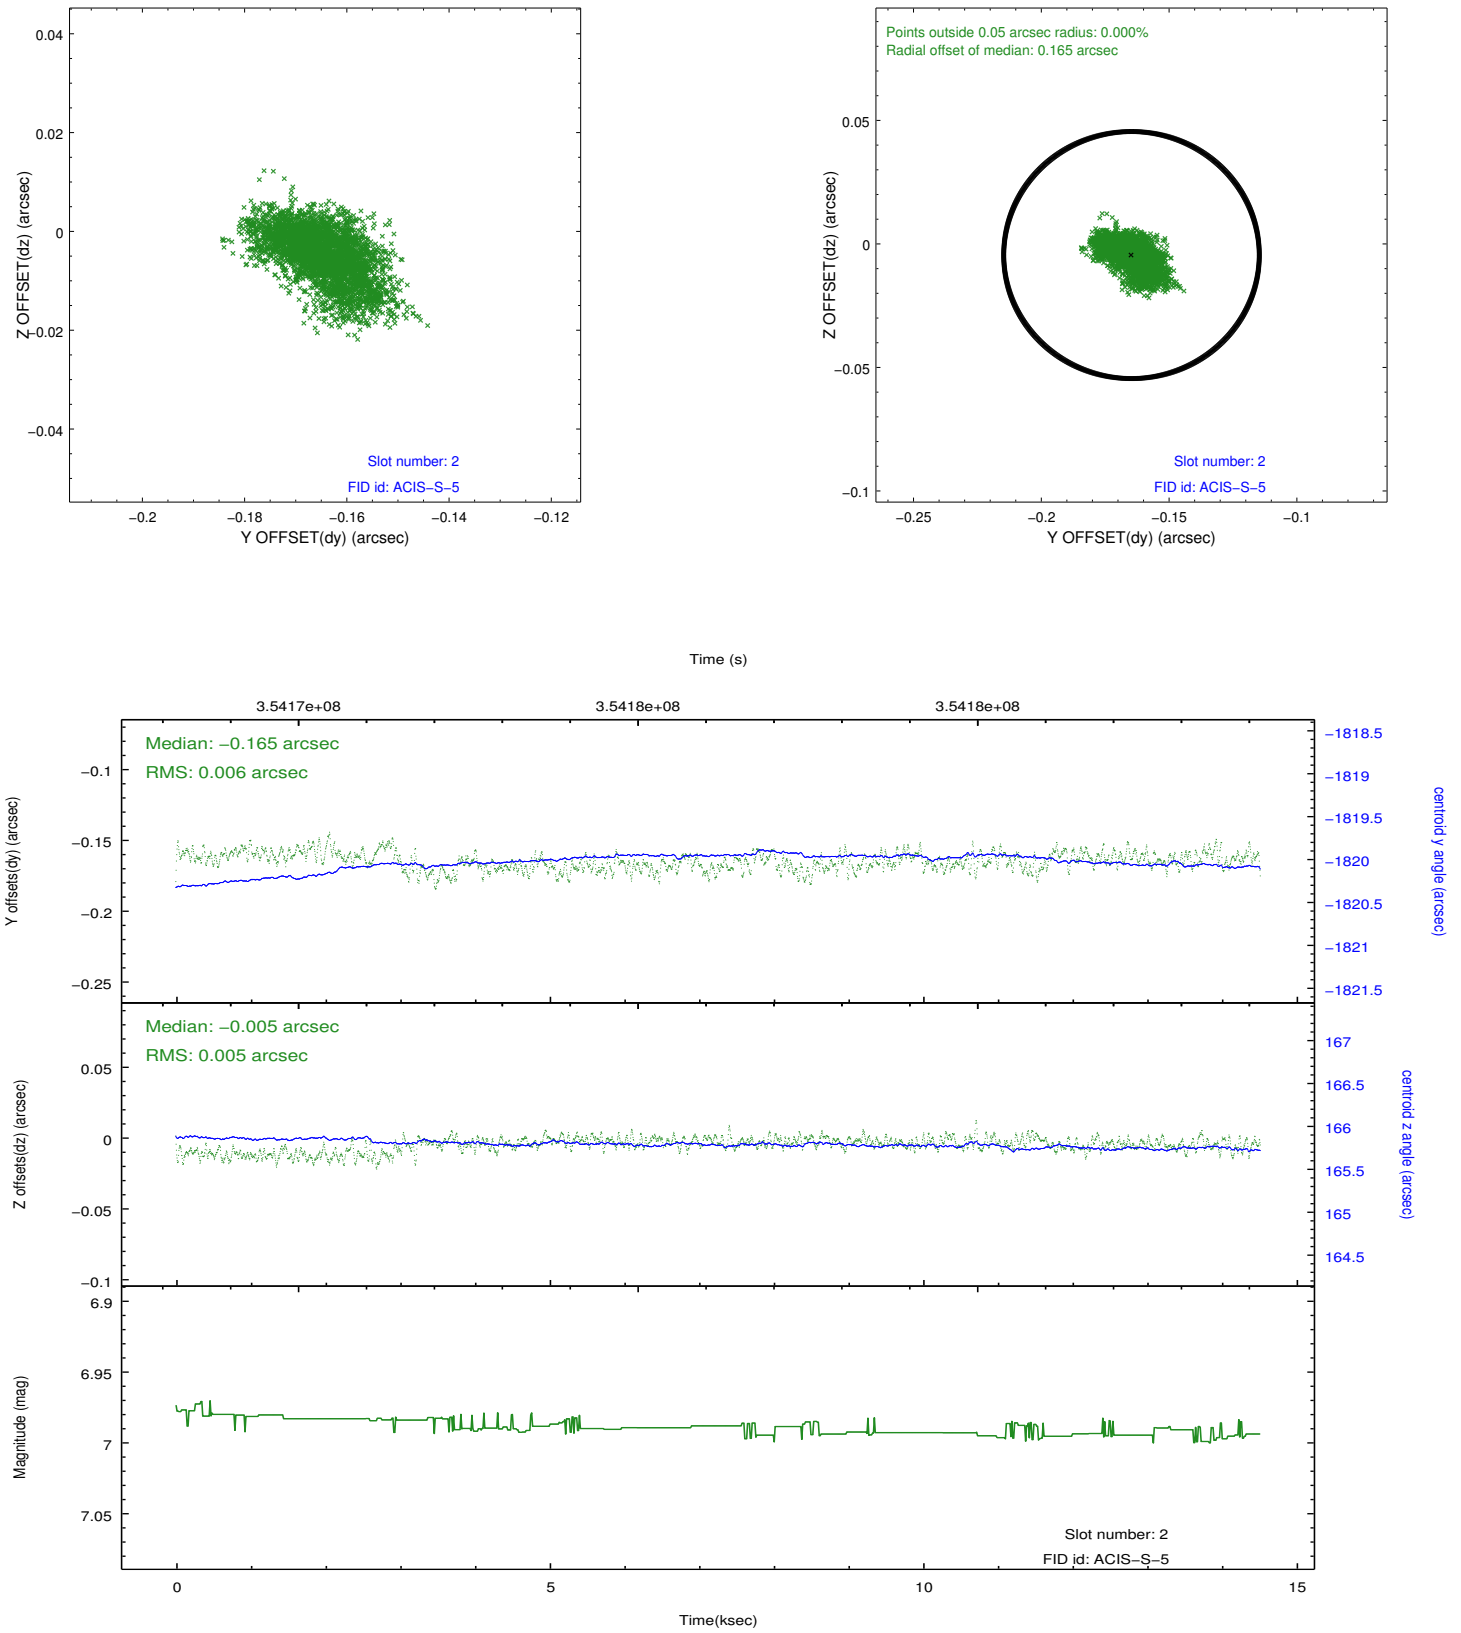 0.04
0.02
0
−0.02
−0.04
Z OFFSET(dz) (arcsec)
Slot number: 2
FID id: ACIS−S−5
−0.2
−0.18
−0.16
−0.14
−0.12
Y OFFSET(dy) (arcsec)
Points outside 0.05 arcsec radius: 0.000%
Radial offset of median: 0.165 arcsec
0.05
0
−0.05
−0.1
Z OFFSET(dz) (arcsec)
Slot number: 2
FID id: ACIS−S−5
−0.25
−0.2
−0.15
−0.1
Y OFFSET(dy) (arcsec)
Time (s)
3.5417e+08
3.5418e+08
3.5418e+08
Median: −0.165 arcsec
RMS: 0.006 arcsec
−0.1
−0.15
−0.2
−0.25
Y offsets(dy) (arcsec)
−1818.5
−1819
−1819.5
−1820
−1820.5
−1821
−1821.5
centroid y angle (arcsec)
Median: −0.005 arcsec
RMS: 0.005 arcsec
0.05
0
−0.05
−0.1
Z offsets(dz) (arcsec)
167
166.5
166
165.5
165
164.5
centroid z angle (arcsec)
6.9
6.95
7
7.05
Magnitude (mag)
Slot number: 2
FID id: ACIS−S−5
0
5
10
15
Time(ksec)